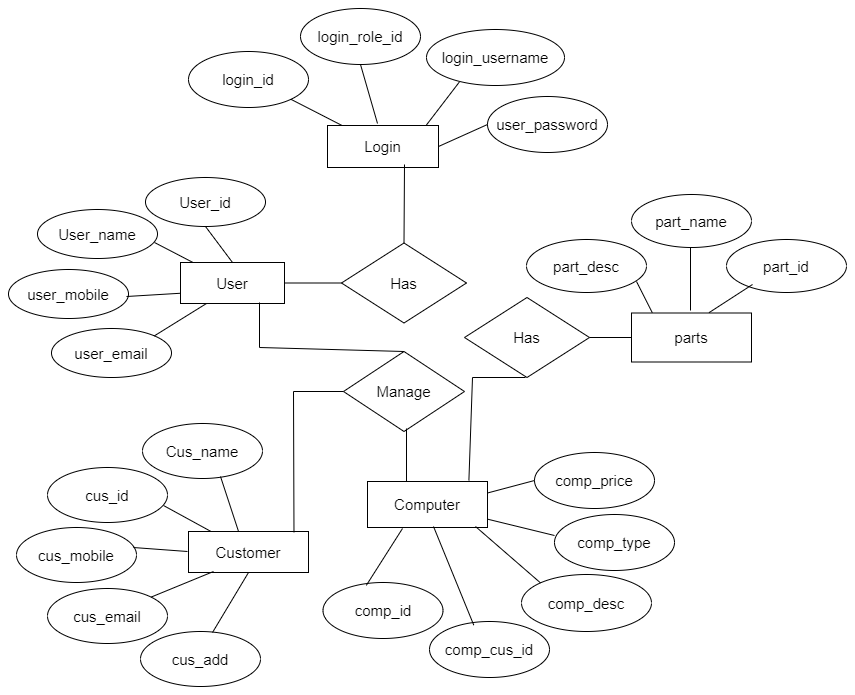 login_role_id
login_username
login_id
user_password
Login
User_id
part_name
User_name
part_desc
part_id
User
Has
user_mobile
Has
parts
user_email
Manage
Cus_name
comp_price
cus_id
Computer
comp_type
Customer
cus_mobile
comp_desc
comp_id
cus_email
comp_cus_id
cus_add